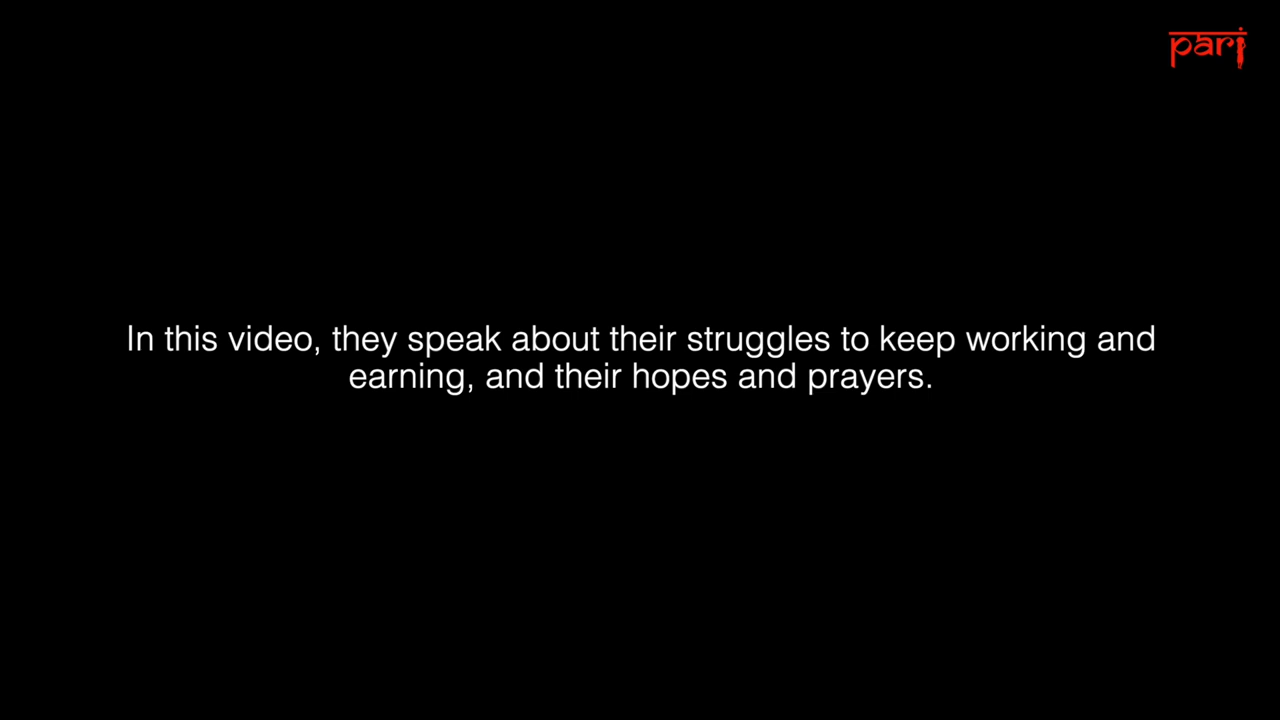 pari
In this video, they speak about their struggles to keep working and
earning, and their hopes and prayers.